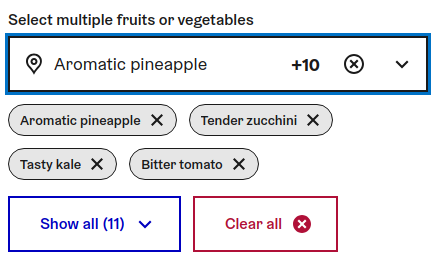 Select multiple fruits or vegetables
Aromatic pineapple +10
Aromatic pineapple Tender zucchini
Tasty kale Bitter tomato
Show all (11) Clear all